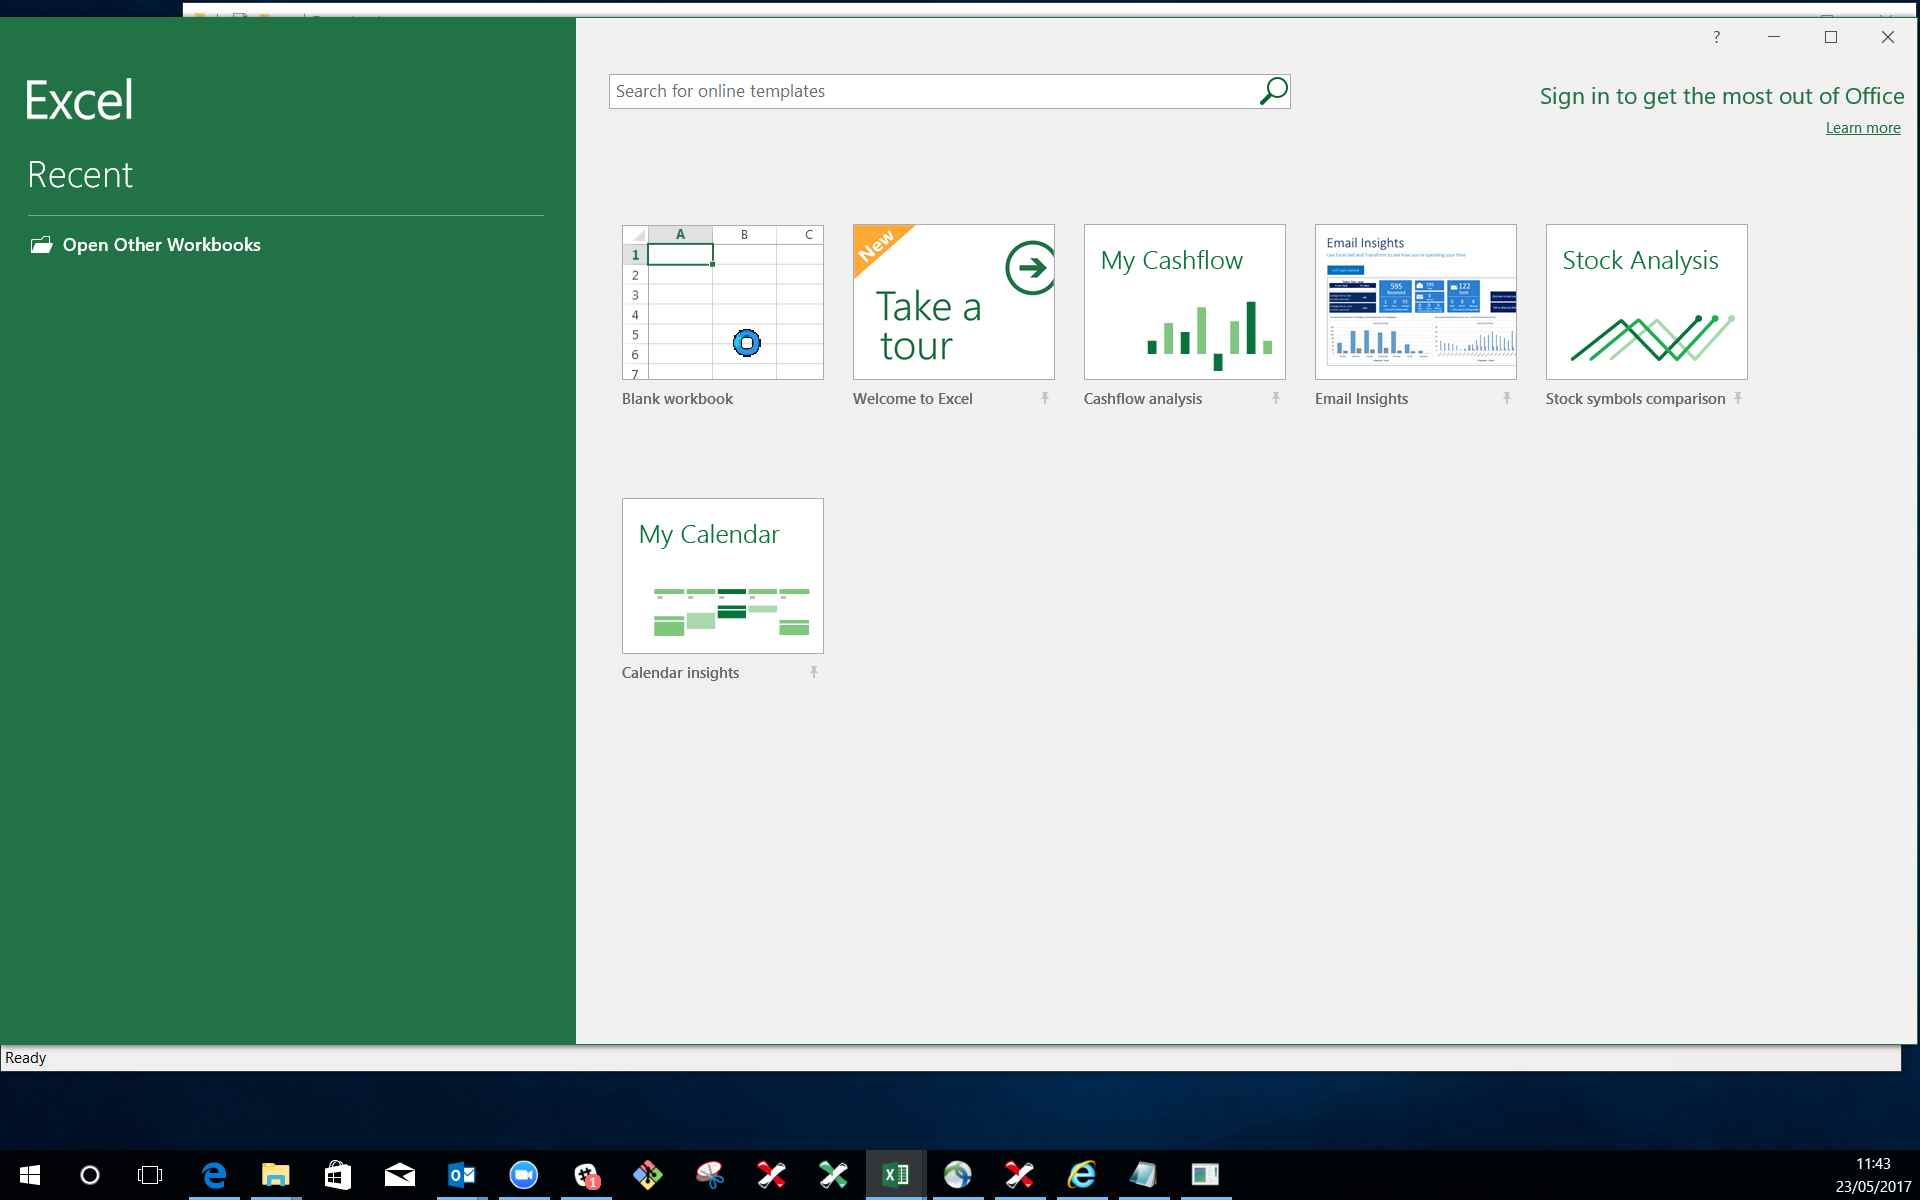 ?
Excel
Search for online templates
Sign in to get the most out of Office
Learn more
Recent
Open Other Workbooks
A B C
1
2
3
4
5
6
7
Blank workbook
New
Take a
tour
Welcome to Excel
My Cashflow
Cashflow analysis
Email Insights
595
122
Email Insights
Stock Analysis
Stock symbols comparison
My Calendar
Calendar insights
Ready
1
11:43
23/05/2017